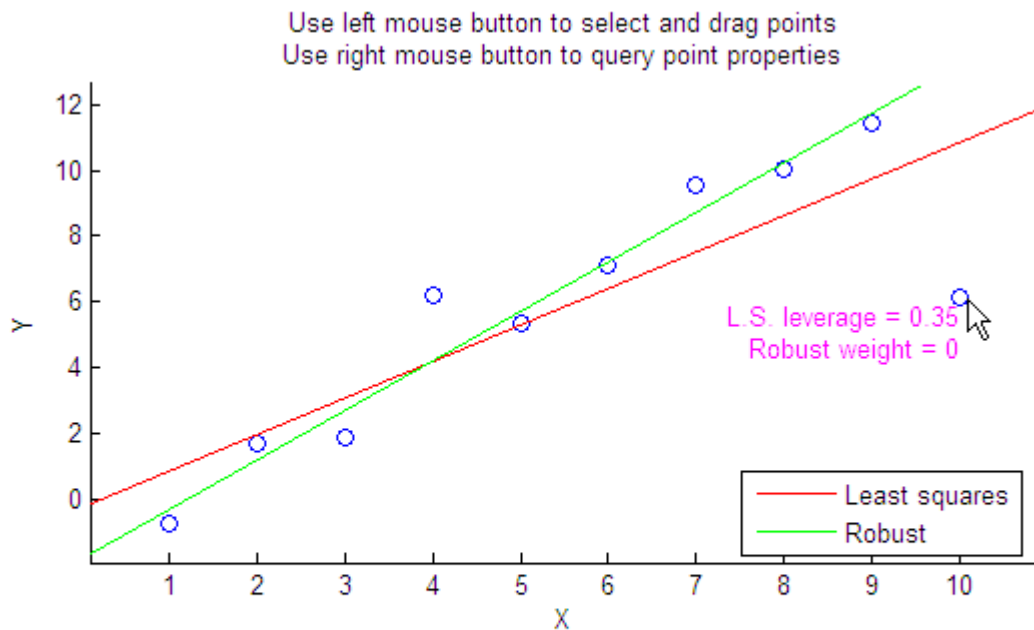 Use left mouse button to select and drag points
Use right mouse button to query point properties
12
10
8
6
4
2
0
Y
L.S. leverage = 0.35
Robust weight = 0
Least squares
Robust
1 2 3 4 5 6 7 8 9 10
X